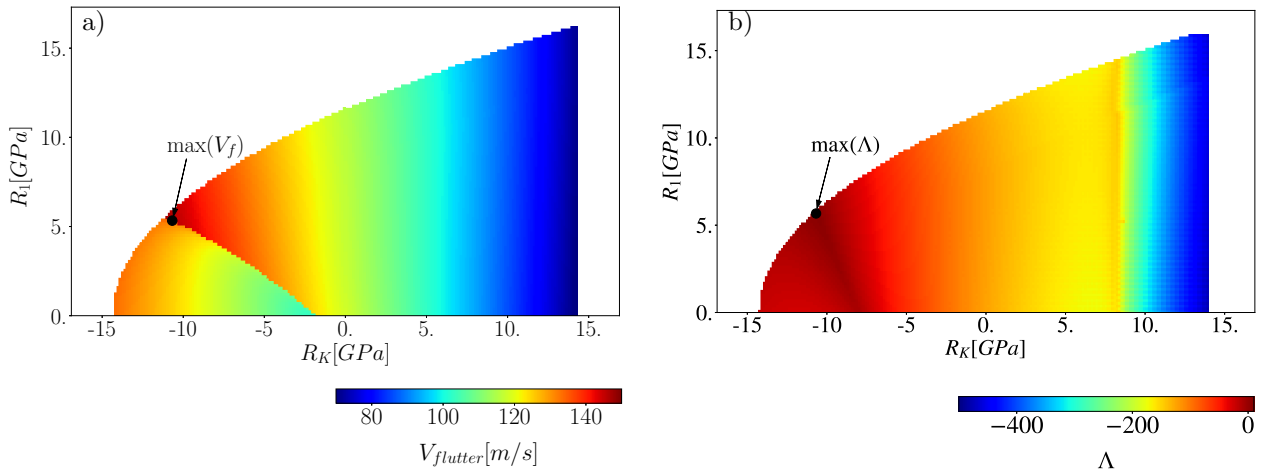 a)
max(V_f)
R_1[GPa]
15.
10.
5.
0.
-15 -10 -5 0. 5. 10. 15.
R_K[GPa]
80 100 120 140
V_{flutter}[m/s]
b)
max(Λ)
R_1[GPa]
15.
10.
5.
0.
-15 -10 -5 0. 5. 10. 15.
R_K[GPa]
−400 −200 0
Λ